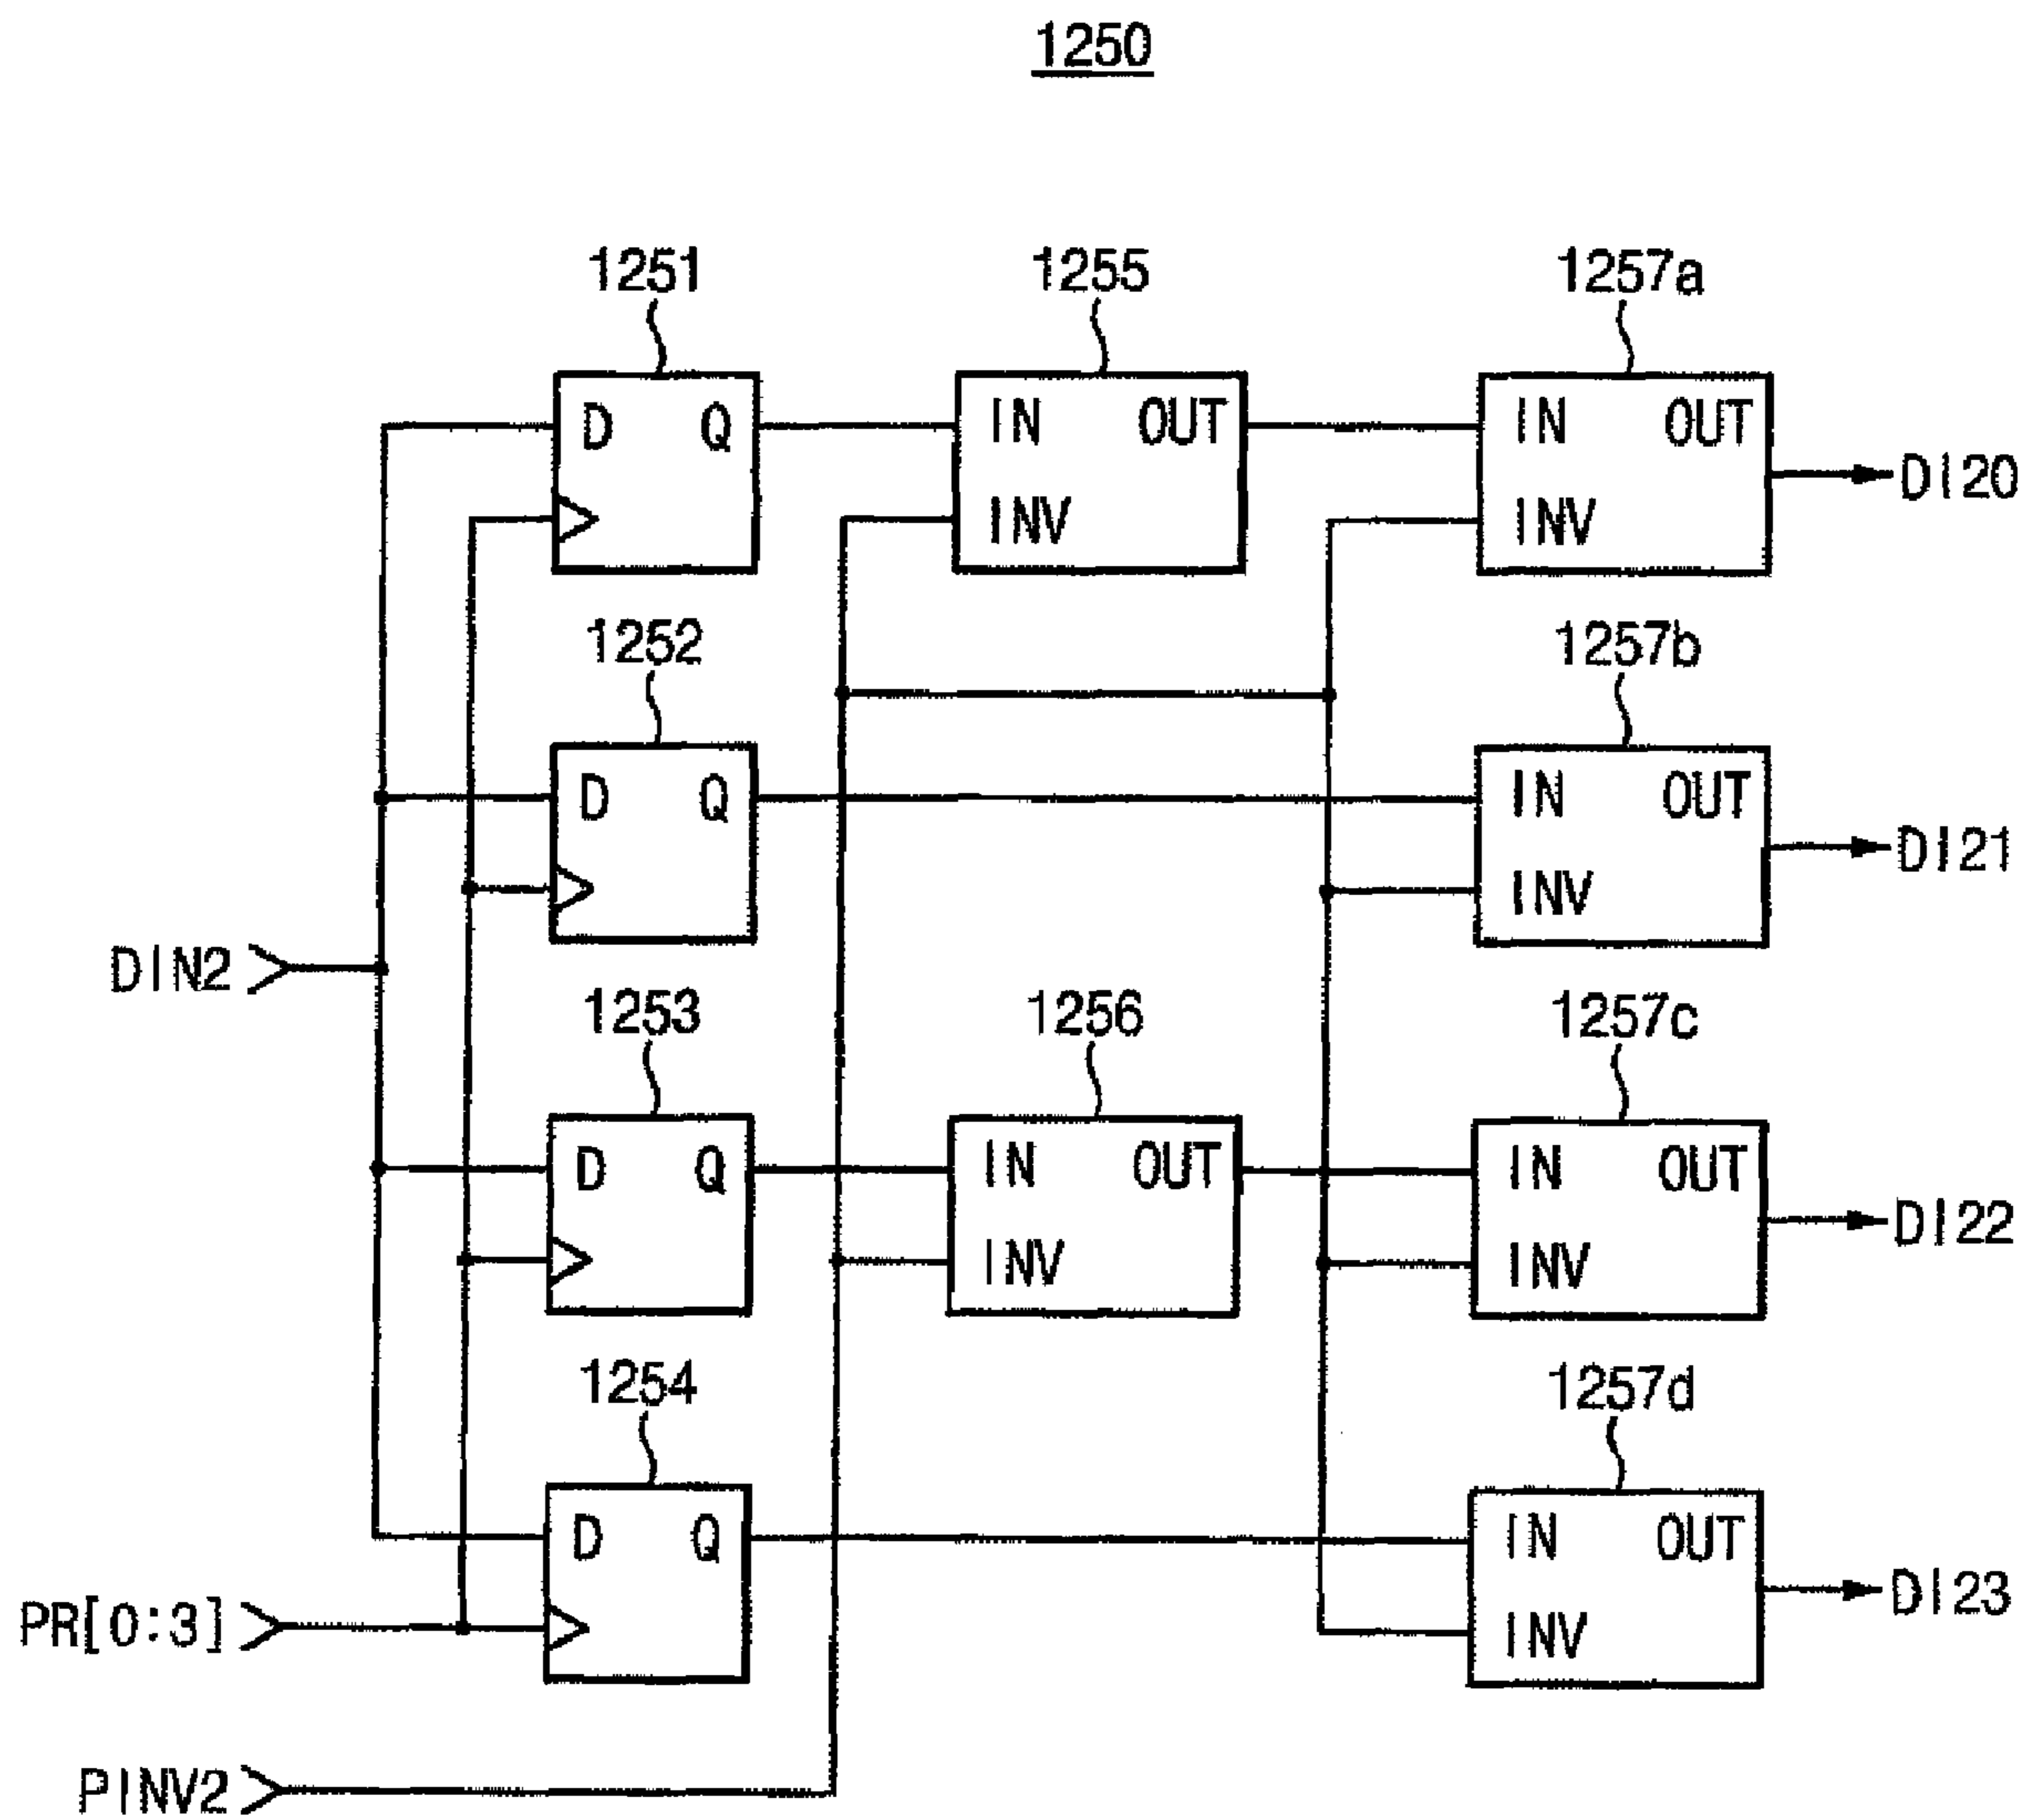 1250
1251 1255 1257a
D Q IN OUT IN OUT
DI20
INV INV
1252 1257b
D Q IN OUT
DI21
INV
DIN2
1253 1256 1257c
D Q IN OUT IN OUT
DI22
INV INV
1254 1257d
D Q IN OUT
DI23
PR[0:3] INV
PINV2